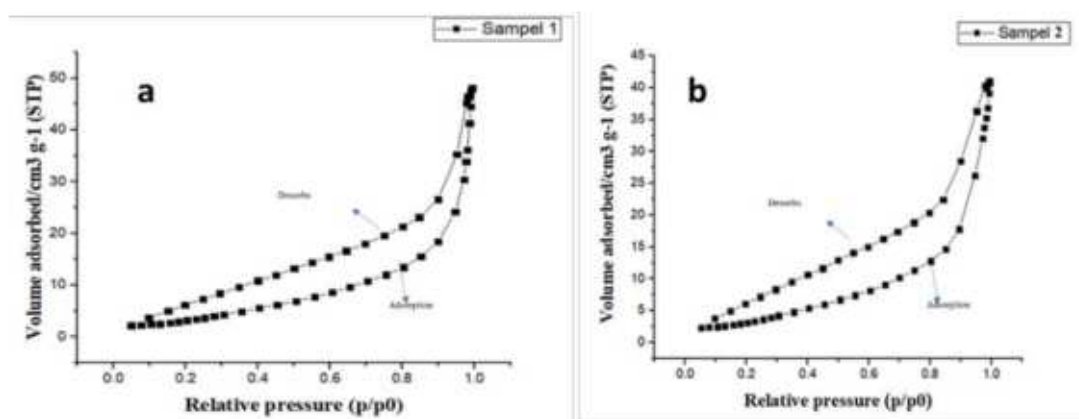 Sampel 1
a
Volume adsorbed/cm3 g-1 (STP)
50
40
30
20
10
0
Adsorption
0.0 0.2 0.4 0.6 0.8 1.0
Relative pressure (p/p0)
Sampel 2
b
Volume adsorbed/cm3 g-1 (STP)
45
40
35
30
25
20
15
10
5
0
Adsorption
0.0 0.2 0.4 0.6 0.8 1.0
Relative pressure (p/p0)